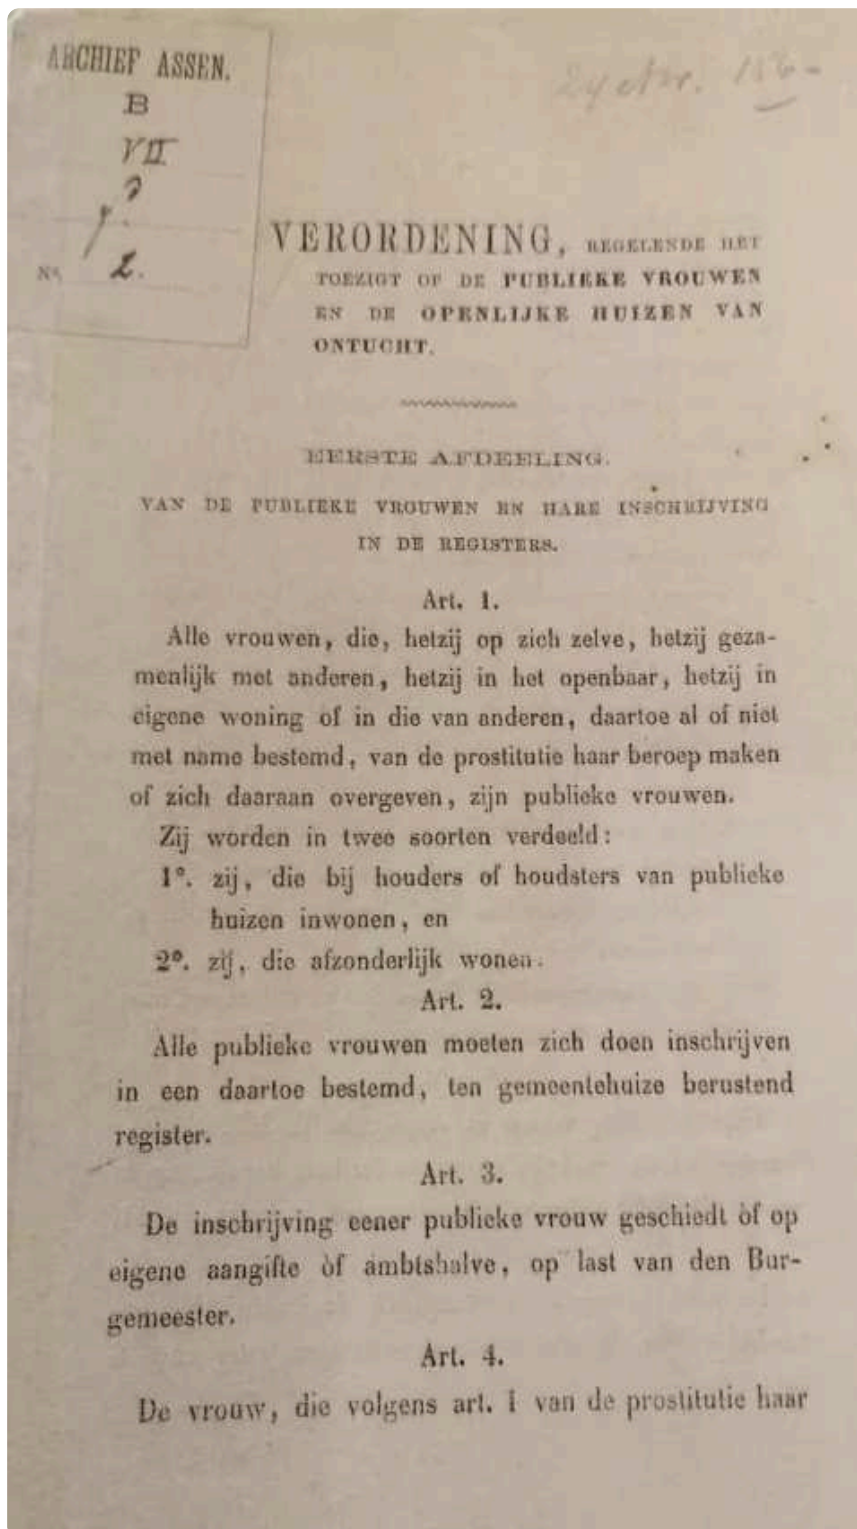 ARCHIEF ASSEN.
B
VII
No. 2.
VERORDENING, REGELENDE HET
TOEZIGT OP DE PUBLIEKE VROUWEN
EN DE OPENLIJKE HUIZEN VAN
ONTUCHT.
EERSTE AFDEELING.
VAN DE PUBLIEKE VROUWEN EN HARE INSCHRIJVING
IN DE REGISTERS.
Art. 1.
Alle vrouwen, die, hetzij op zich zelve, hetzij geza-
menlijk met anderen, hetzij in het openbaar, hetzij in
eigene woning of in die van anderen, daartoe al of niet
met name bestemd, van de prostitutie haar beroep maken
of zich daaraan overgeven, zijn publieke vrouwen.
Zij worden in twee soorten verdeeld:
1°. zij, die bij houders of houdsters van publieke
huizen inwonen, en
2°. zij, die afzonderlijk wonen.
Art. 2.
Alle publieke vrouwen moeten zich doen inschrijven
in een daartoe bestemd, ten gemeentehuize berustend
register.
Art. 3.
De inschrijving eener publieke vrouw geschiedt òf op
eigene aangifte òf ambtshalve, op last van den Bur-
gemeester.
Art. 4.
De vrouw, die volgens art. 1 van de prostitutie haar